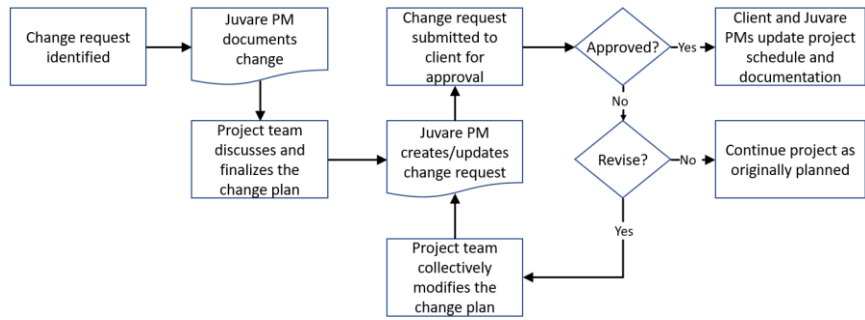 Change request
identified
Juvare PM
documents
change
Project team
discusses and
finalizes the
change plan
Juvare PM
creates/updates
change request
Change request
submitted to
client for
approval
Approved?
Yes
Client and Juvare
PMs update project
schedule and
documentation
No
Revise?
No
Continue project as
originally planned
Yes
Project team
collectively
modifies the
change plan